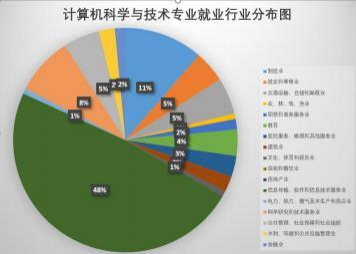 计算机科学与技术专业就业行业分布图
2%
2%
11%
5%
5%
5%
8%
2%
4%
1%
3%
1%
48%
制造业
批发和零售业
交通运输、仓储和邮政业
农、林、牧、渔业
租赁和商务服务业
教育
居民服务、修理和其他服务业
建筑业
文化、体育和娱乐业
住宿和餐饮业
房地产业
信息传输、软件和信息技术服务业
电力、热力、燃气及水生产和供应业
科学研究和技术服务业
公共管理、社会保障和社会组织
水利、环境和公共设施管理业
金融业